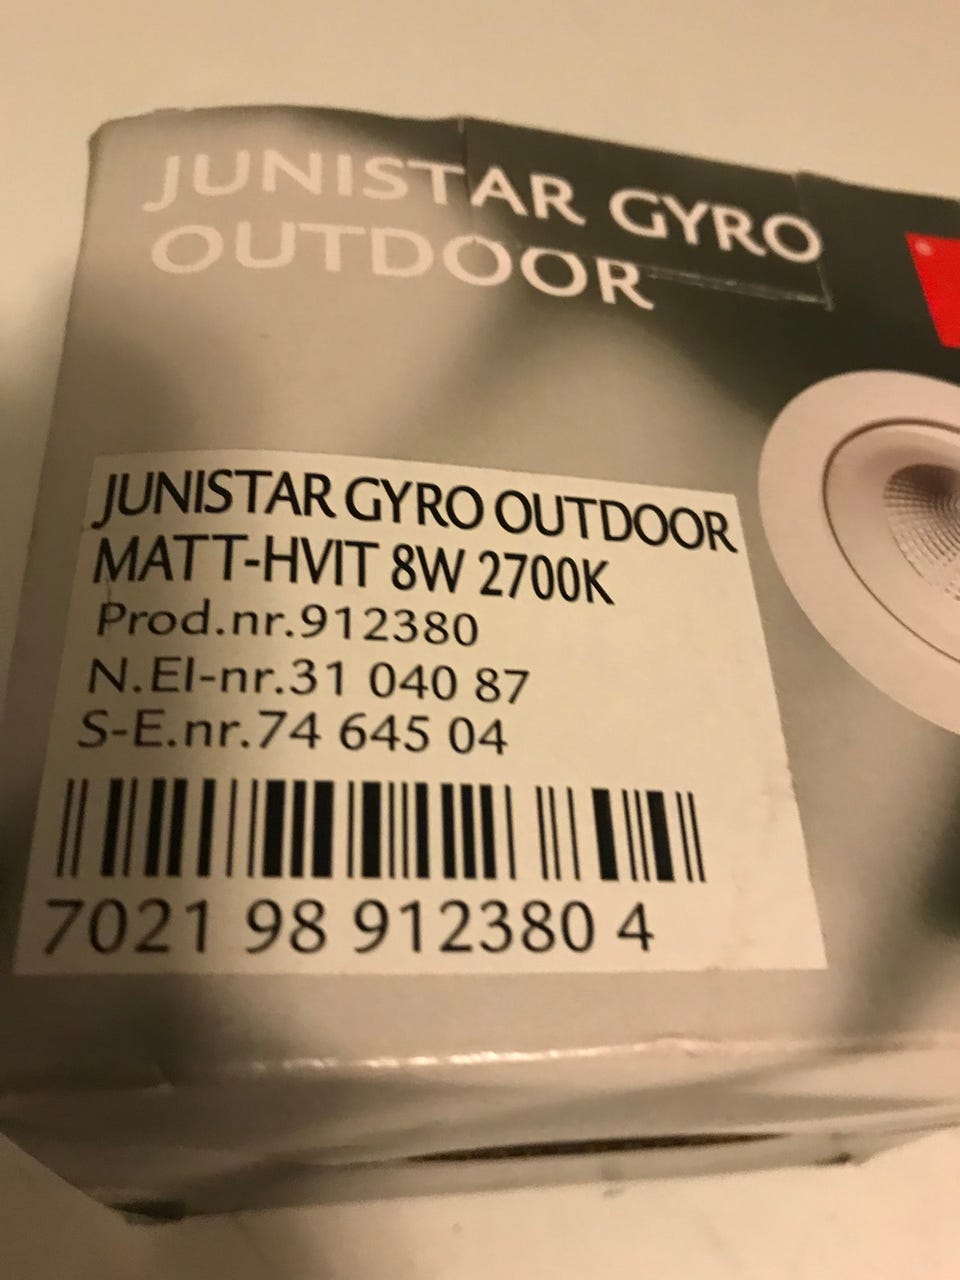 JUNISTAR GYRO
OUTDOOR
JUNISTAR GYRO OUTDOOR
MATT-HVIT 8W 2700K
Prod.nr.912380
N.El-nr.31 040 87
S-E.nr.74 645 04
7021 98 912380 4